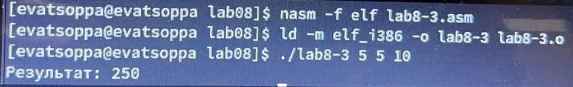 [evatsoppa@evatsoppa lab08]$ nasm -f elf lab8-3.asm
[evatsoppa@evatsoppa lab08]$ ld -m elf_i386 -o lab8-3 lab8-3.o
[evatsoppa@evatsoppa lab08]$ ./lab8-3 5 5 10
Результат: 250